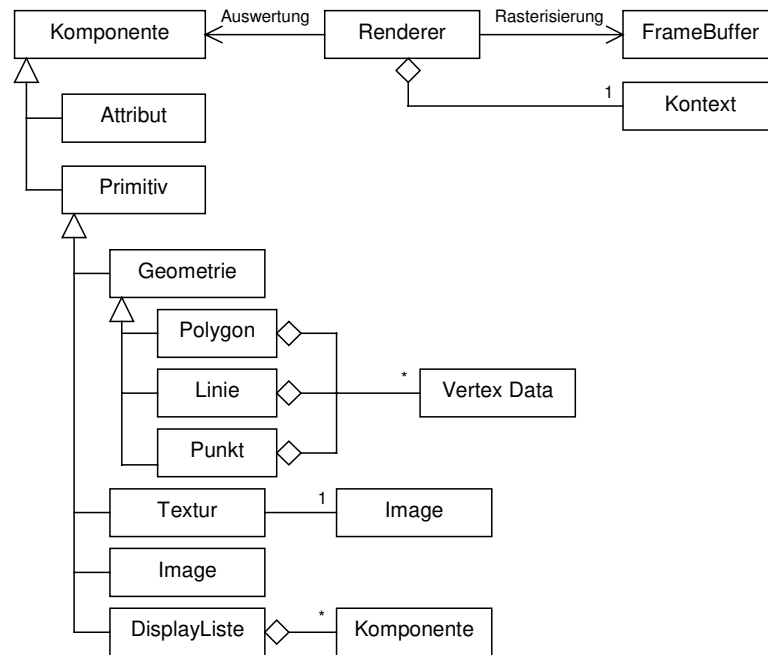 Komponente
Auswertung
Renderer
Rasterisierung
FrameBuffer
1
Kontext
Attribut
Primitiv
Geometrie
Polygon
Linie
*
Vertex Data
Punkt
Textur
1
Image
Image
DisplayListe
*
Komponente